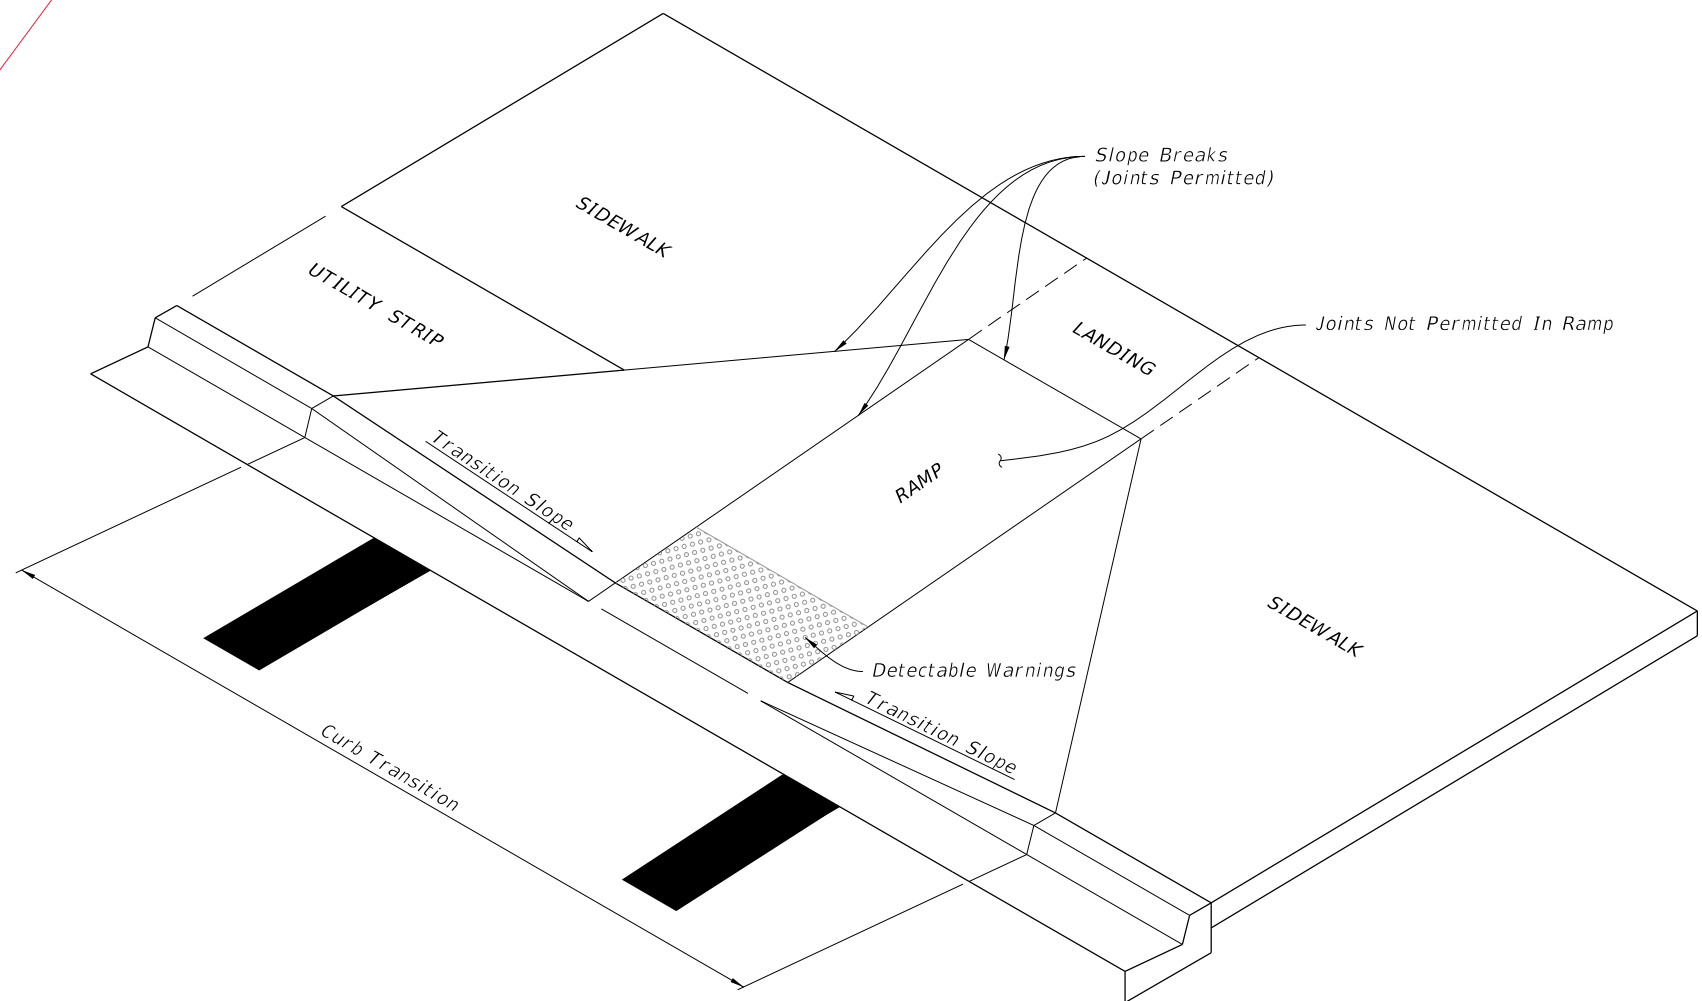 Slope Breaks
(Joints Permitted)
SIDEWALK
UTILITY STRIP
LANDING
Joints Not Permitted In Ramp
Transition Slope
RAMP
SIDEWALK
Detectable Warnings
Transition Slope
Curb Transition